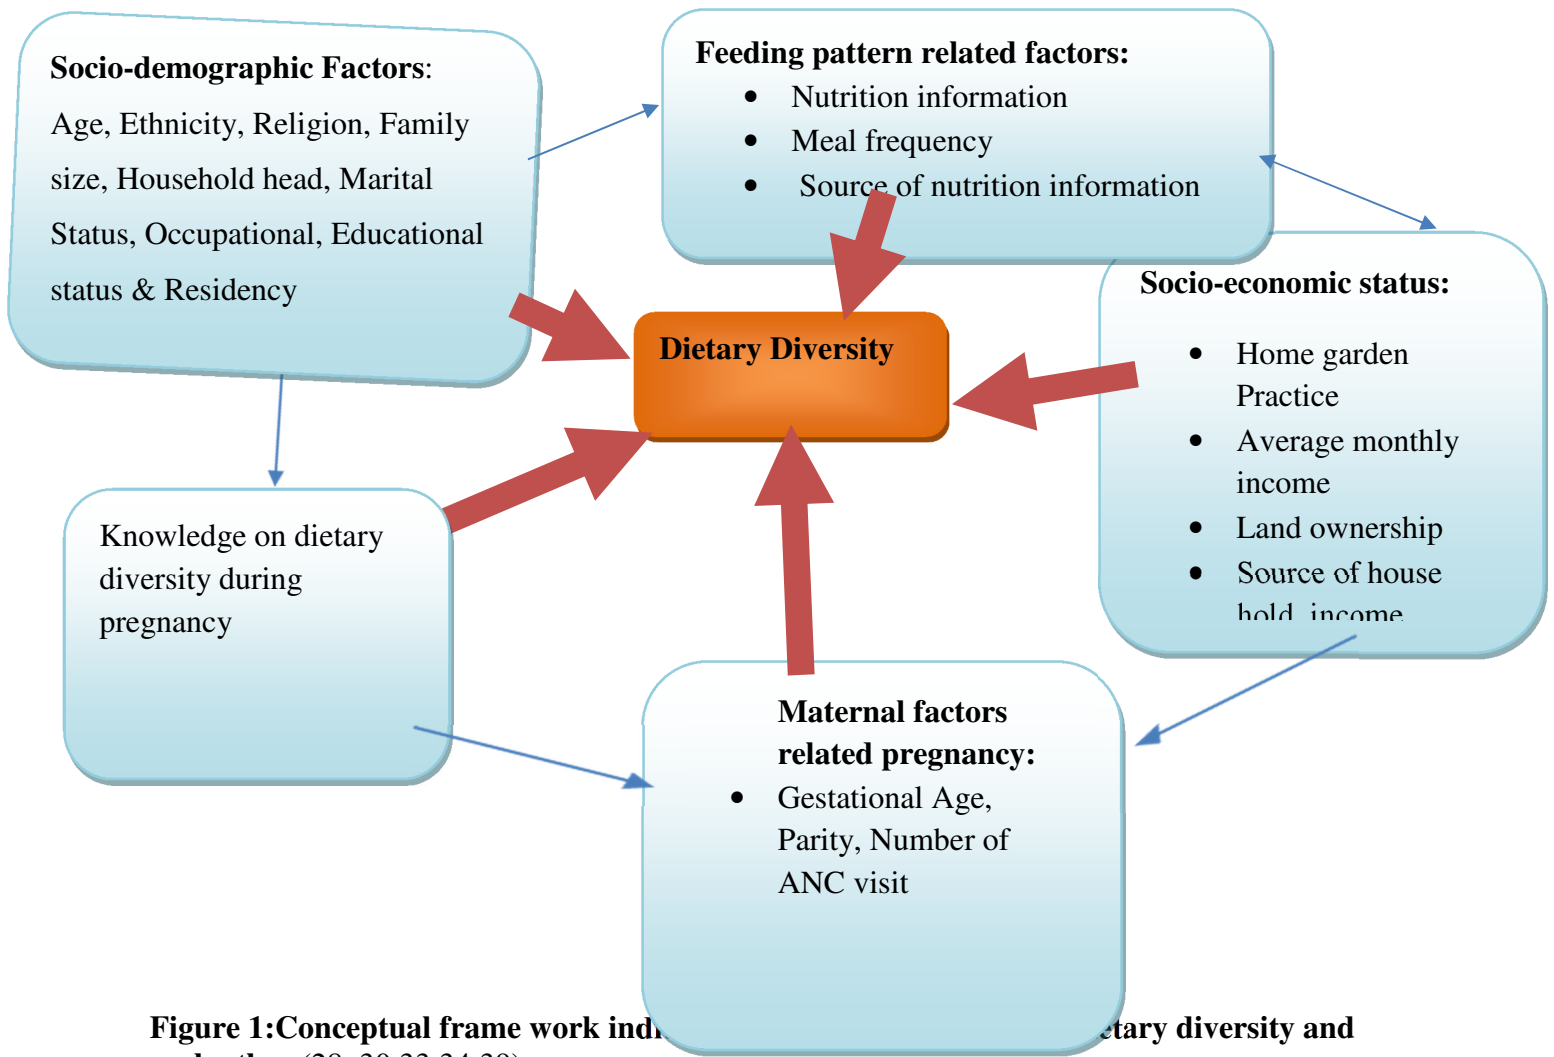 Socio-demographic Factors:
Age, Ethnicity, Religion, Family
size, Household head, Marital
Status, Occupational, Educational
status & Residency
Feeding pattern related factors:
• Nutrition information
• Meal frequency
• Source of nutrition information
Dietary Diversity
Socio-economic status:
• Home garden
Practice
• Average monthly
income
• Land ownership
• Source of house
hold income
Knowledge on dietary
diversity during
pregnancy
Maternal factors
related pregnancy:
• Gestational Age,
Parity, Number of
ANC visit
Figure 1:Conceptual frame work diversity and